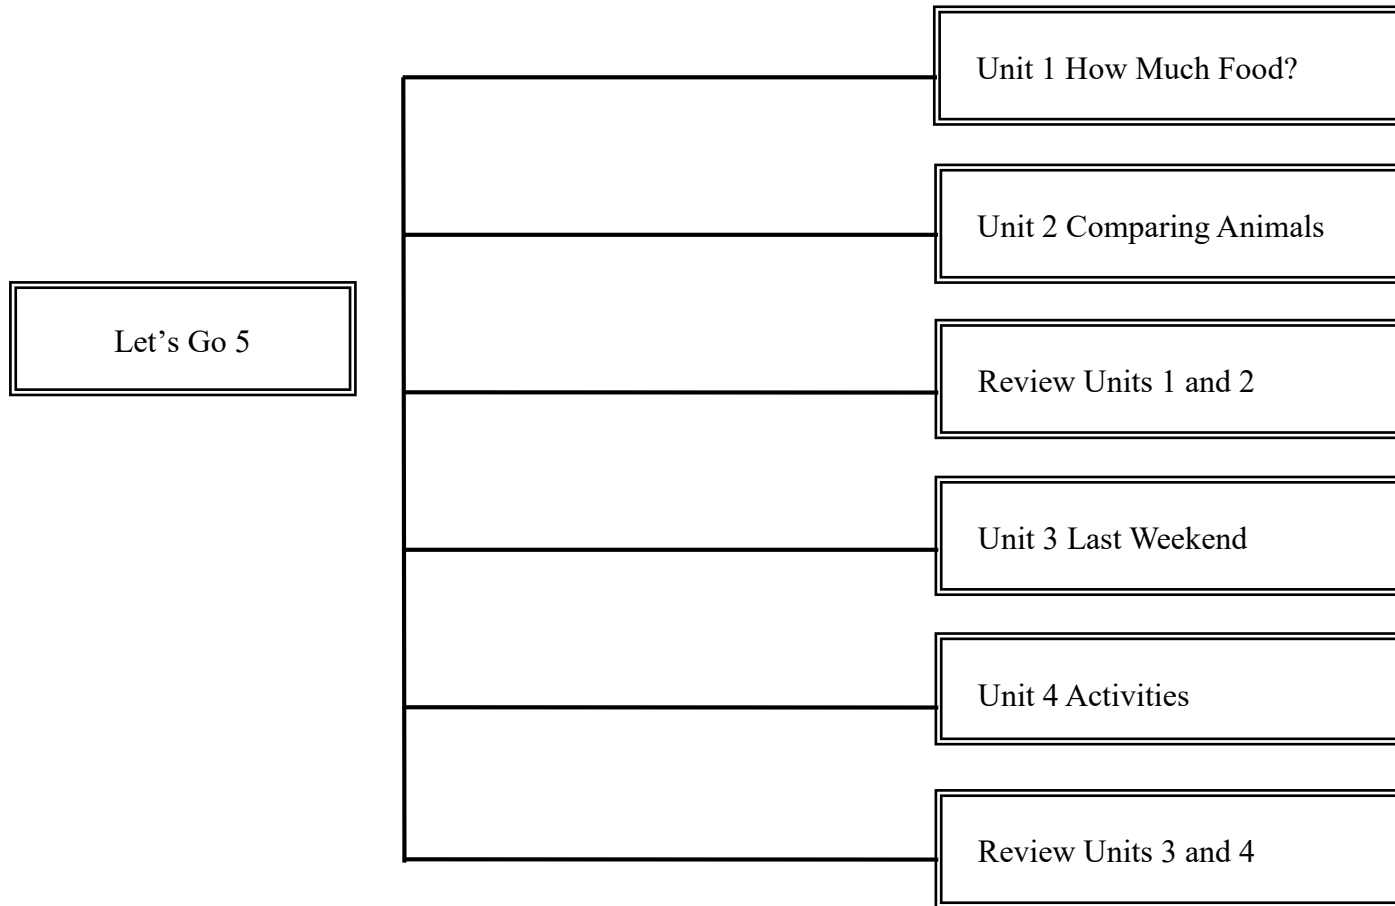 Let’s Go 5
Unit 1 How Much Food?
Unit 2 Comparing Animals
Review Units 1 and 2
Unit 3 Last Weekend
Unit 4 Activities
Review Units 3 and 4